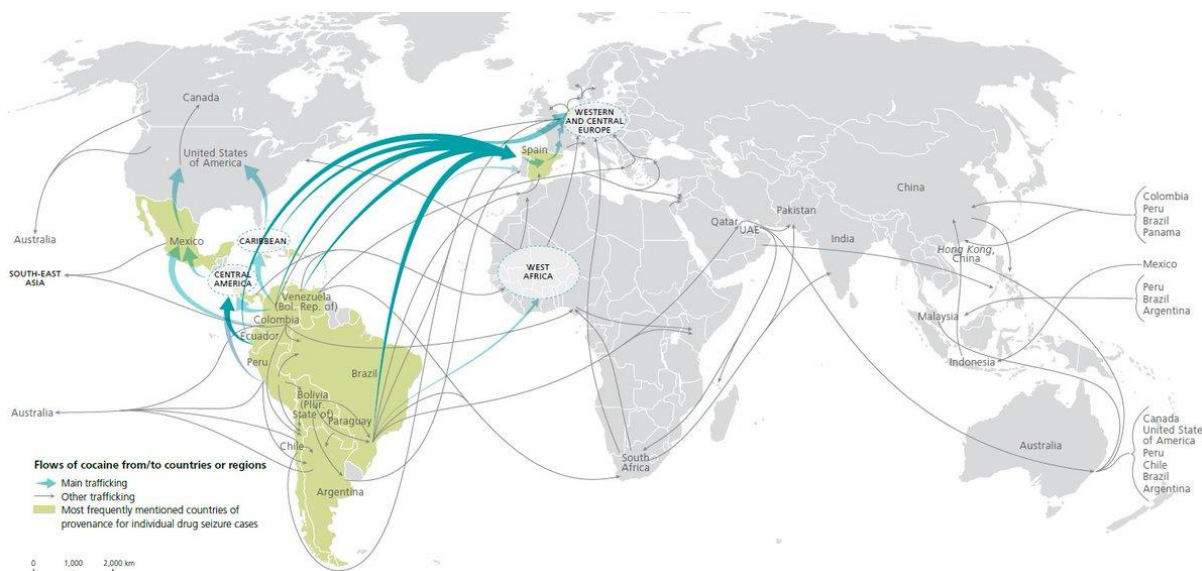 Canada
United States
of America
Australia
SOUTH-EAST
ASIA
Mexico
CARIBBEAN
CENTRAL
AMERICA
Venezuela
(Bol. Rep. of)
Colombia
Ecuador
Peru
Brazil
Bolivia
(Plur.
State of)
Paraguay
Chile
Argentina
Australia
WESTERN
AND CENTRAL
EUROPE
Spain
WEST
AFRICA
South
Africa
Qatar
UAE
Pakistan
India
China
Hong Kong,
China
Malaysia
Indonesia
Australia
Colombia
Peru
Brazil
Panama
Mexico
Peru
Brazil
Argentina
Canada
United States
of America
Peru
Chile
Brazil
Argentina
Flows of cocaine from/to countries or regions
Main trafficking
Other trafficking
Most frequently mentioned countries of
provenance for individual drug seizure cases
0 1,000 2,000 km